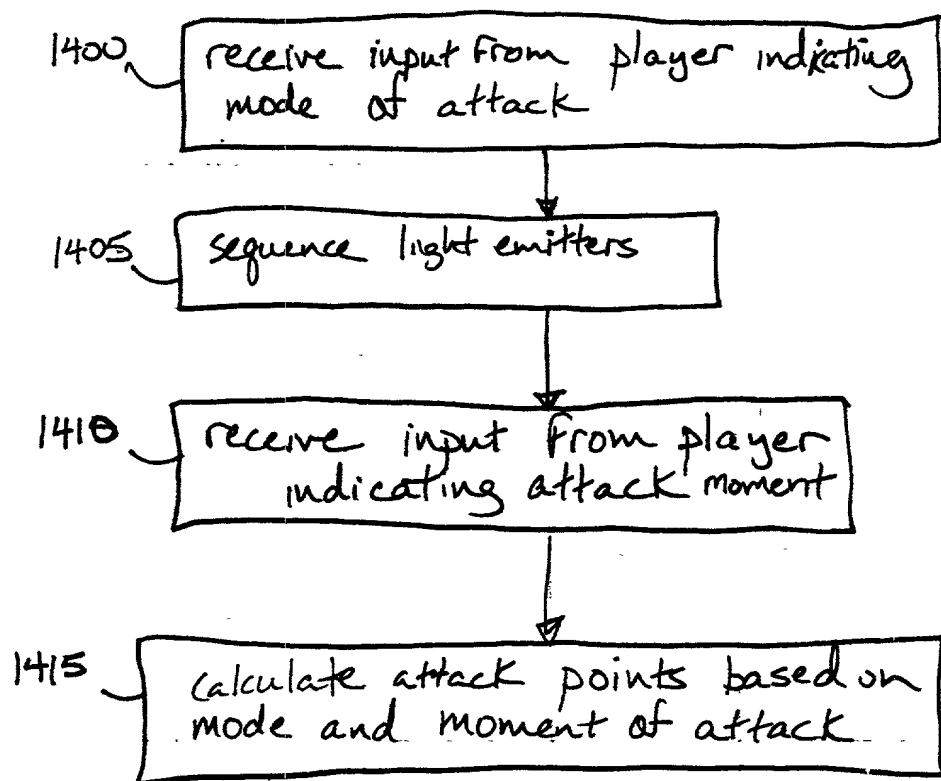 1400
receive input from player indicating
mode of attack
1405
sequence light emitters
1410
receive input from player
indicating attack moment
1415
calculate attack points based on
mode and moment of attack